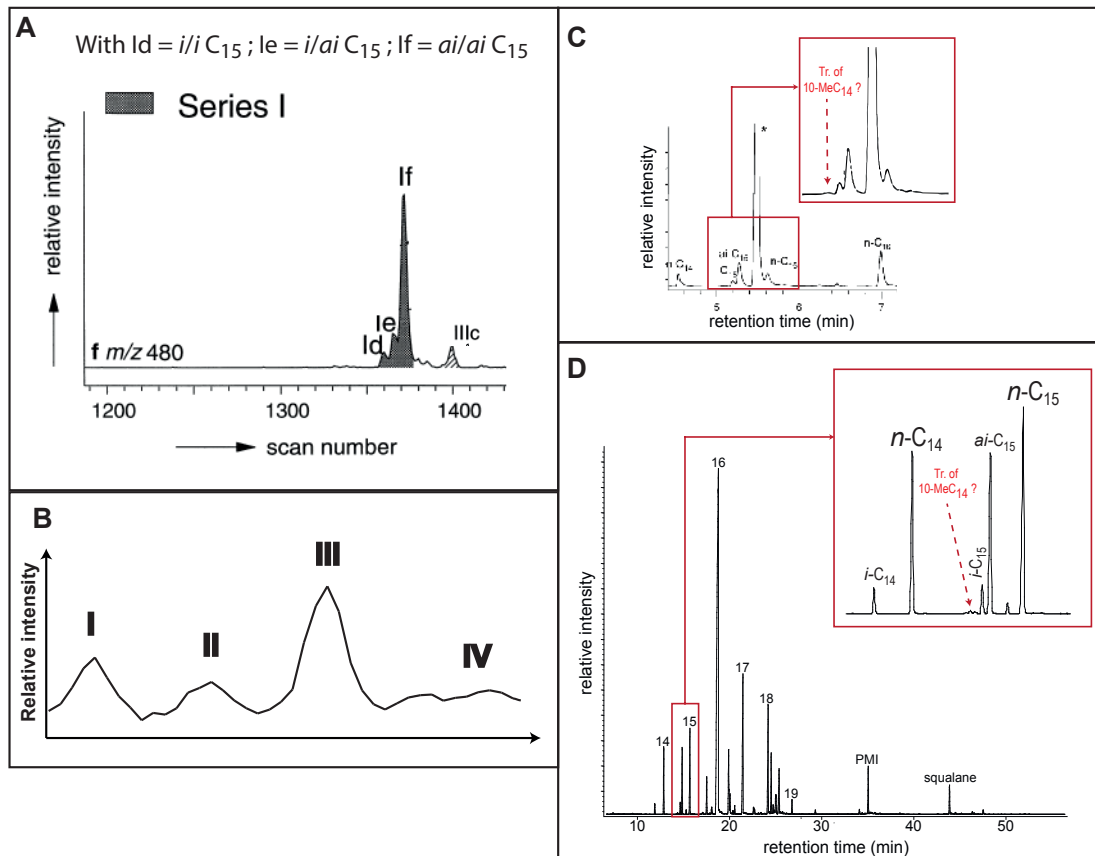 A
With Id = i/i C15 ; Ie = i/ai C15 ; If = ai/ai C15
Series I
relative intensity
If
Ie
Id
IIIc
f m/z 480
1200
1300
1400
scan number
B
Relative intensity
I
II
III
IV
C
Tr. of
10-MeC14 ?
relative intensity
*
n-C16
ai C15
n-C15
n C14
C15
5
6
7
retention time (min)
D
n-C15
n-C14
ai-C15
Tr. of
10-MeC14 ?
i-C15
i-C14
relative intensity
16
17
18
15
14
19
PMI
squalane
10
20
30
40
50
retention time (min)